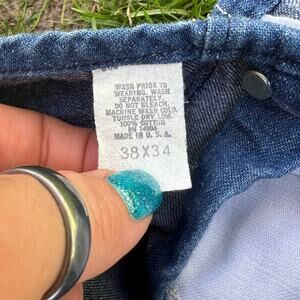 WASH PRIOR TO
WEARING. WASH
SEPARATELY.
DO NOT BLEACH.
MACHINE WASH COLD.
TUMBLE DRY LOW.
100% COTTON
RN 14806
MADE IN U.S.A.
38X34